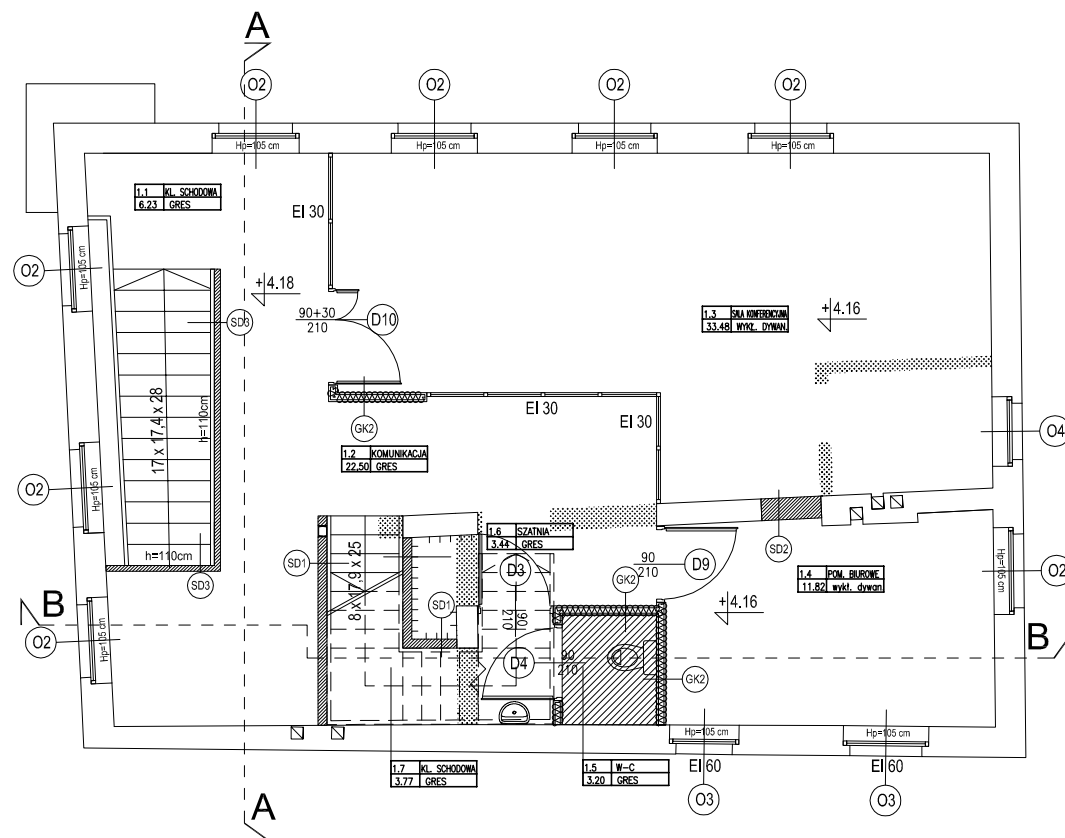 A
O2
O2
O2
O2
Hp=105 cm
Hp=105 cm
Hp=105 cm
Hp=105 cm
1.1 KL. SCHODOWA
6.23 GRES
EI 30
O2
Hp=105 cm
+4.18
SD3
90+30
210
D10
1.3 SALA KONFERENCYJNA
33.48 WYKŁ. DYWAN.
+4.16
17 x 17,4 x 28
h=110cm
GK2
EI 30
EI 30
O4
1.2 KOMUNIKACJA
22,50 GRES
O2
Hp=105 cm
h=110cm
SD3
SD1
8 x 17,9 x 25
1.6 SZATNIA
3.44 GRES
D3
90
210
SD1
90
210
D9
GK2
SD2
1.4 POM. BIUROWE
11.82 wykł. dywan
Hp=105 cm
O2
+4.16
B
B
O2
Hp=105 cm
D4
90
210
GK2
Hp=105 cm
Hp=105 cm
1.7 KL. SCHODOWA
3.77 GRES
1.5 W-C
3.20 GRES
EI 60
EI 60
O3
O3
A